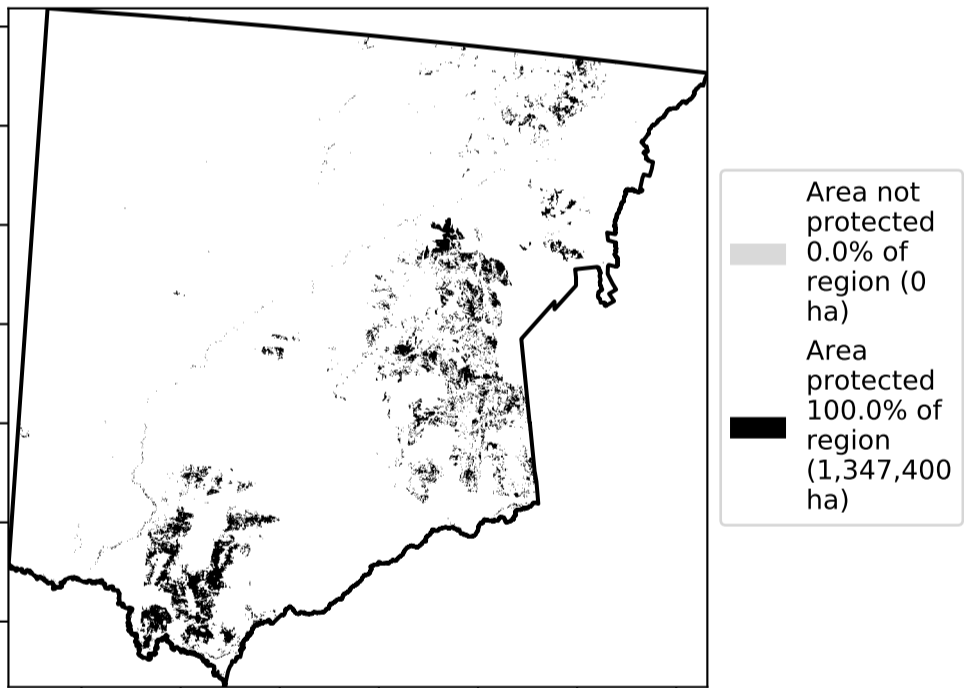 Area not
protected
0.0% of
region (0
ha)
Area
protected
100.0% of
region
(1,347,400
ha)